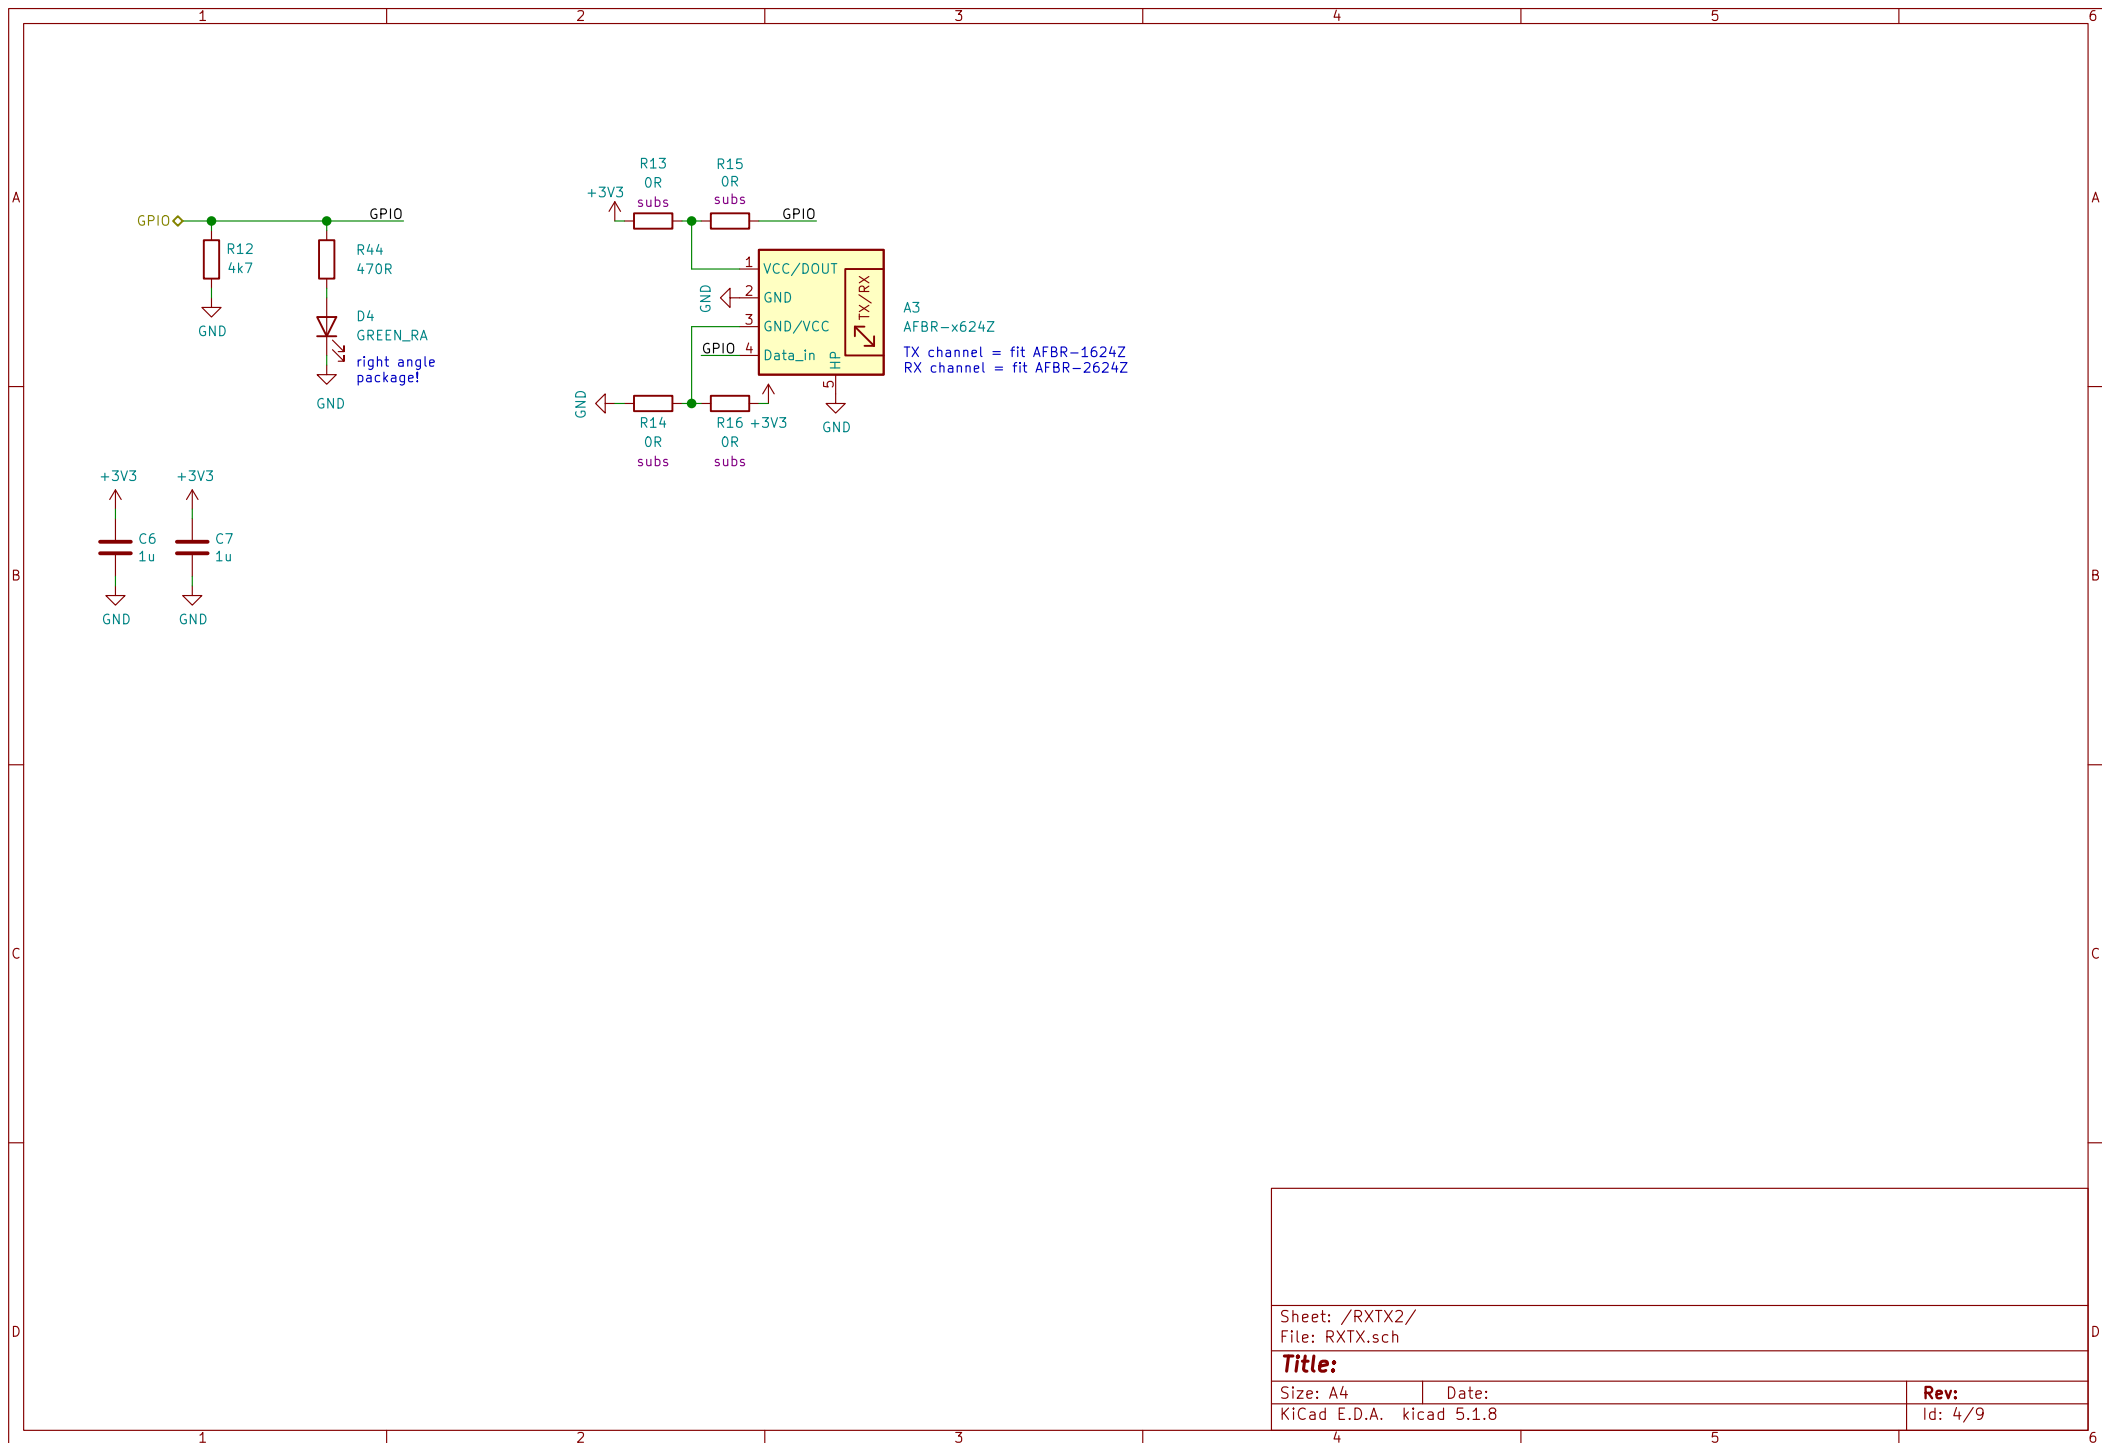 1 2 3 4 5 6
A
A
B
B
C
C
D
D
GPIO
GPIO
R12
4k7
GND
R44
470R
D4
GREEN_RA
right angle
package!
GND
+3V3
R13
0R
subs
R15
0R
subs
GPIO
1 VCC/DOUT
GND 2 GND
3 GND/VCC
GPIO 4 Data_in
TX/RX
HP
5
GND
A3
AFBR-x624Z
TX channel = fit AFBR-1624Z
RX channel = fit AFBR-2624Z
GND
R14
0R
subs
R16 +3V3
0R
subs
+3V3
C6
1u
GND
+3V3
C7
1u
GND
Sheet: /RXTX2/
File: RXTX.sch
Title:
Size: A4 Date: Rev:
KiCad E.D.A. kicad 5.1.8 Id: 4/9
1 2 3 4 5 6